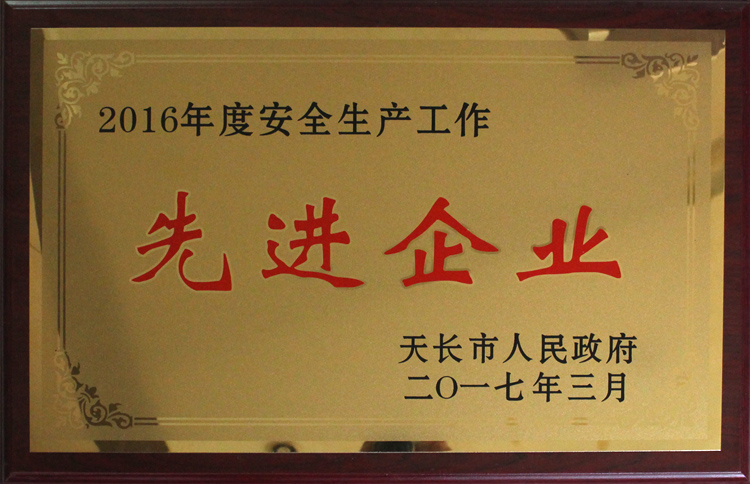 2016年度安全生产工作
先进企业
天长市人民政府
二〇一七年三月